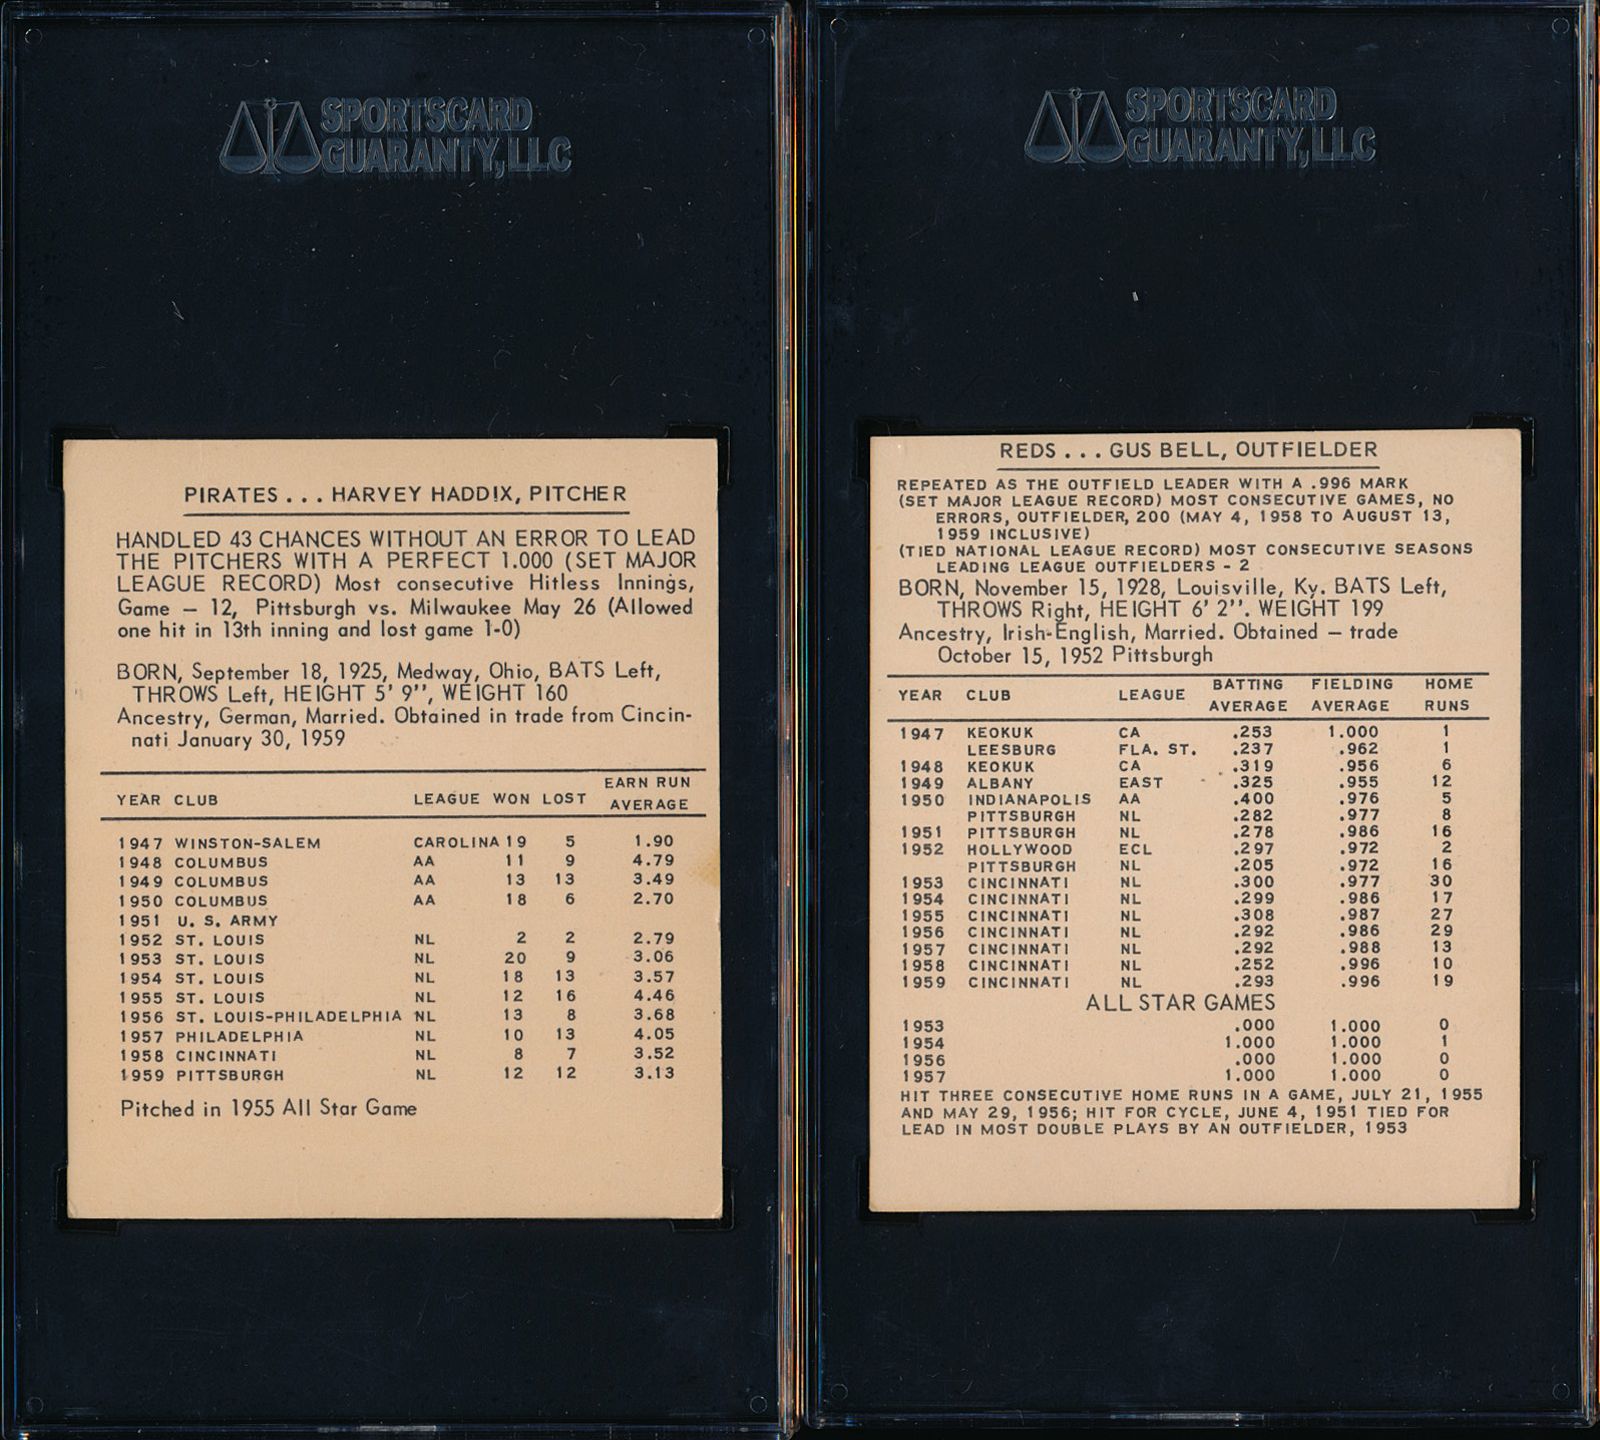 SPORTSCARD
GUARANTY, LLC
PIRATES . . . HARVEY HADDIX, PITCHER
HANDLED 43 CHANCES WITHOUT AN ERROR TO LEAD
THE PITCHERS WITH A PERFECT 1.000 (SET MAJOR
LEAGUE RECORD) Most consecutive Hitless Innings,
Game – 12, Pittsburgh vs. Milwaukee May 26 (Allowed
one hit in 13th inning and lost game 1-0)
BORN, September 18, 1925, Medway, Ohio, BATS Left,
THROWS Left, HEIGHT 5' 9'', WEIGHT 160
Ancestry, German, Married. Obtained in trade from Cincin-
nati January 30, 1959
YEAR CLUB LEAGUE WON LOST EARN RUN AVERAGE
1947 WINSTON-SALEM CAROLINA 19 5 1.90
1948 COLUMBUS AA 11 9 4.79
1949 COLUMBUS AA 13 13 3.49
1950 COLUMBUS AA 18 6 2.70
1951 U. S. ARMY
1952 ST. LOUIS NL 2 2 2.79
1953 ST. LOUIS NL 20 9 3.06
1954 ST. LOUIS NL 18 13 3.57
1955 ST. LOUIS NL 12 16 4.46
1956 ST. LOUIS-PHILADELPHIA NL 13 8 3.68
1957 PHILADELPHIA NL 10 13 4.05
1958 CINCINNATI NL 8 7 3.52
1959 PITTSBURGH NL 12 12 3.13
Pitched in 1955 All Star Game
SPORTSCARD
GUARANTY, LLC
REDS . . . GUS BELL, OUTFIELDER
REPEATED AS THE OUTFIELD LEADER WITH A .996 MARK
(SET MAJOR LEAGUE RECORD) MOST CONSECUTIVE GAMES, NO
ERRORS, OUTFIELDER, 200 (MAY 4, 1958 TO AUGUST 13,
1959 INCLUSIVE)
(TIED NATIONAL LEAGUE RECORD) MOST CONSECUTIVE SEASONS
LEADING LEAGUE OUTFIELDERS - 2
BORN, November 15, 1928, Louisville, Ky. BATS Left,
THROWS Right, HEIGHT 6' 2''. WEIGHT 199
Ancestry, Irish-English, Married. Obtained – trade
October 15, 1952 Pittsburgh
YEAR CLUB LEAGUE BATTING AVERAGE FIELDING AVERAGE HOME RUNS
1947 KEOKUK CA .253 1.000 1
LEESBURG FLA. ST. .237 .962 1
1948 KEOKUK CA .319 .956 6
1949 ALBANY EAST .325 .955 12
1950 INDIANAPOLIS AA .400 .976 5
PITTSBURGH NL .282 .977 8
1951 PITTSBURGH NL .278 .986 16
1952 HOLLYWOOD ECL .297 .972 2
PITTSBURGH NL .205 .972 16
1953 CINCINNATI NL .300 .977 30
1954 CINCINNATI NL .299 .986 17
1955 CINCINNATI NL .308 .987 27
1956 CINCINNATI NL .292 .986 29
1957 CINCINNATI NL .292 .988 13
1958 CINCINNATI NL .252 .996 10
1959 CINCINNATI NL .293 .996 19
ALL STAR GAMES
1953 .000 1.000 0
1954 1.000 1.000 1
1956 .000 1.000 0
1957 1.000 1.000 0
HIT THREE CONSECUTIVE HOME RUNS IN A GAME, JULY 21, 1955
AND MAY 29, 1956; HIT FOR CYCLE, JUNE 4, 1951 TIED FOR
LEAD IN MOST DOUBLE PLAYS BY AN OUTFIELDER, 1953